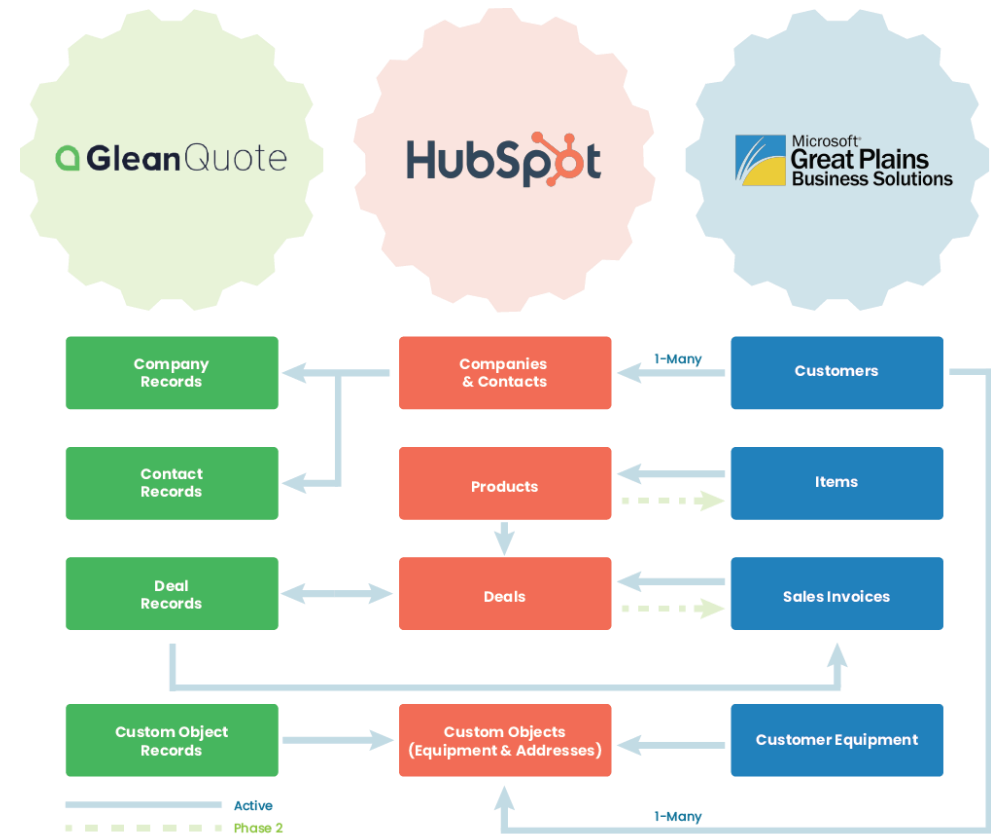 GleanQuote
HubSpot
Microsoft®
Great Plains
Business Solutions
Company
Records
Companies
& Contacts
1-Many
Customers
Contact
Records
Products
Items
Deal
Records
Deals
Sales Invoices
Custom Object
Records
Custom Objects
(Equipment & Addresses)
Customer Equipment
Active
1-Many
Phase 2